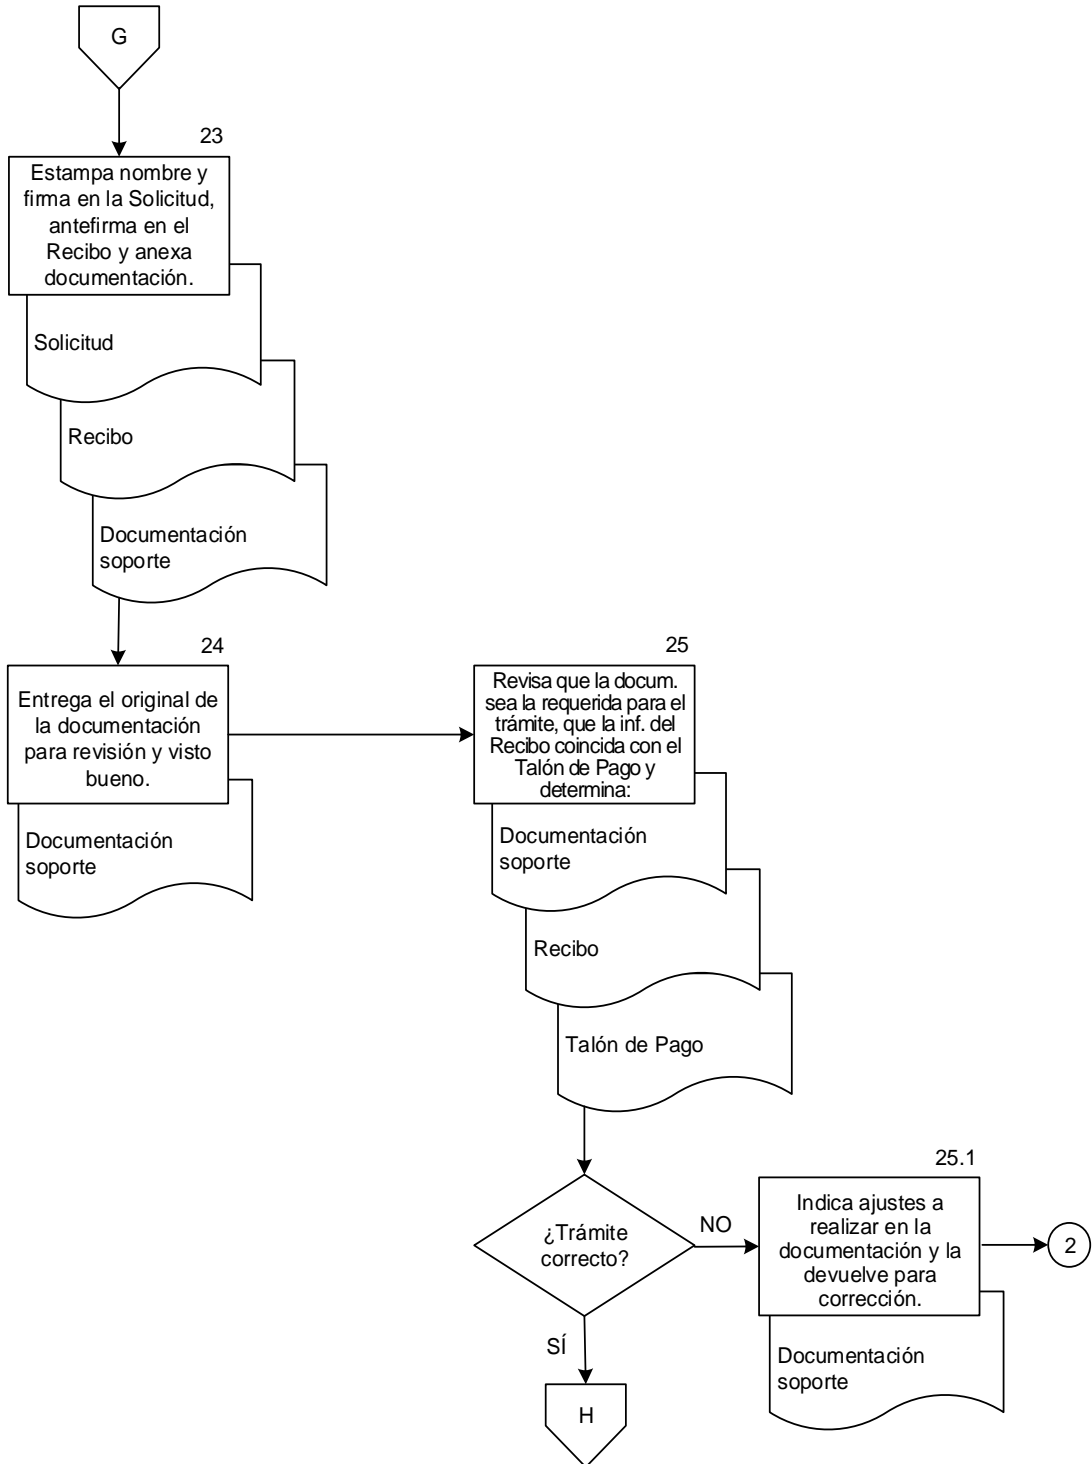 G
23
Estampa nombre y
firma en la Solicitud,
antefirma en el
Recibo y anexa
documentación.
Solicitud
Recibo
Documentación
soporte
24
Entrega el original de
la documentación
para revisión y visto
bueno.
Documentación
soporte
25
Revisa que la docum.
sea la requerida para el
trámite, que la inf. del
Recibo coincida con el
Talón de Pago y
determina:
Documentación
soporte
Recibo
Talón de Pago
¿Trámite
correcto?
NO
25.1
Indica ajustes a
realizar en la
documentación y la
devuelve para
corrección.
2
Documentación
soporte
SÍ
H